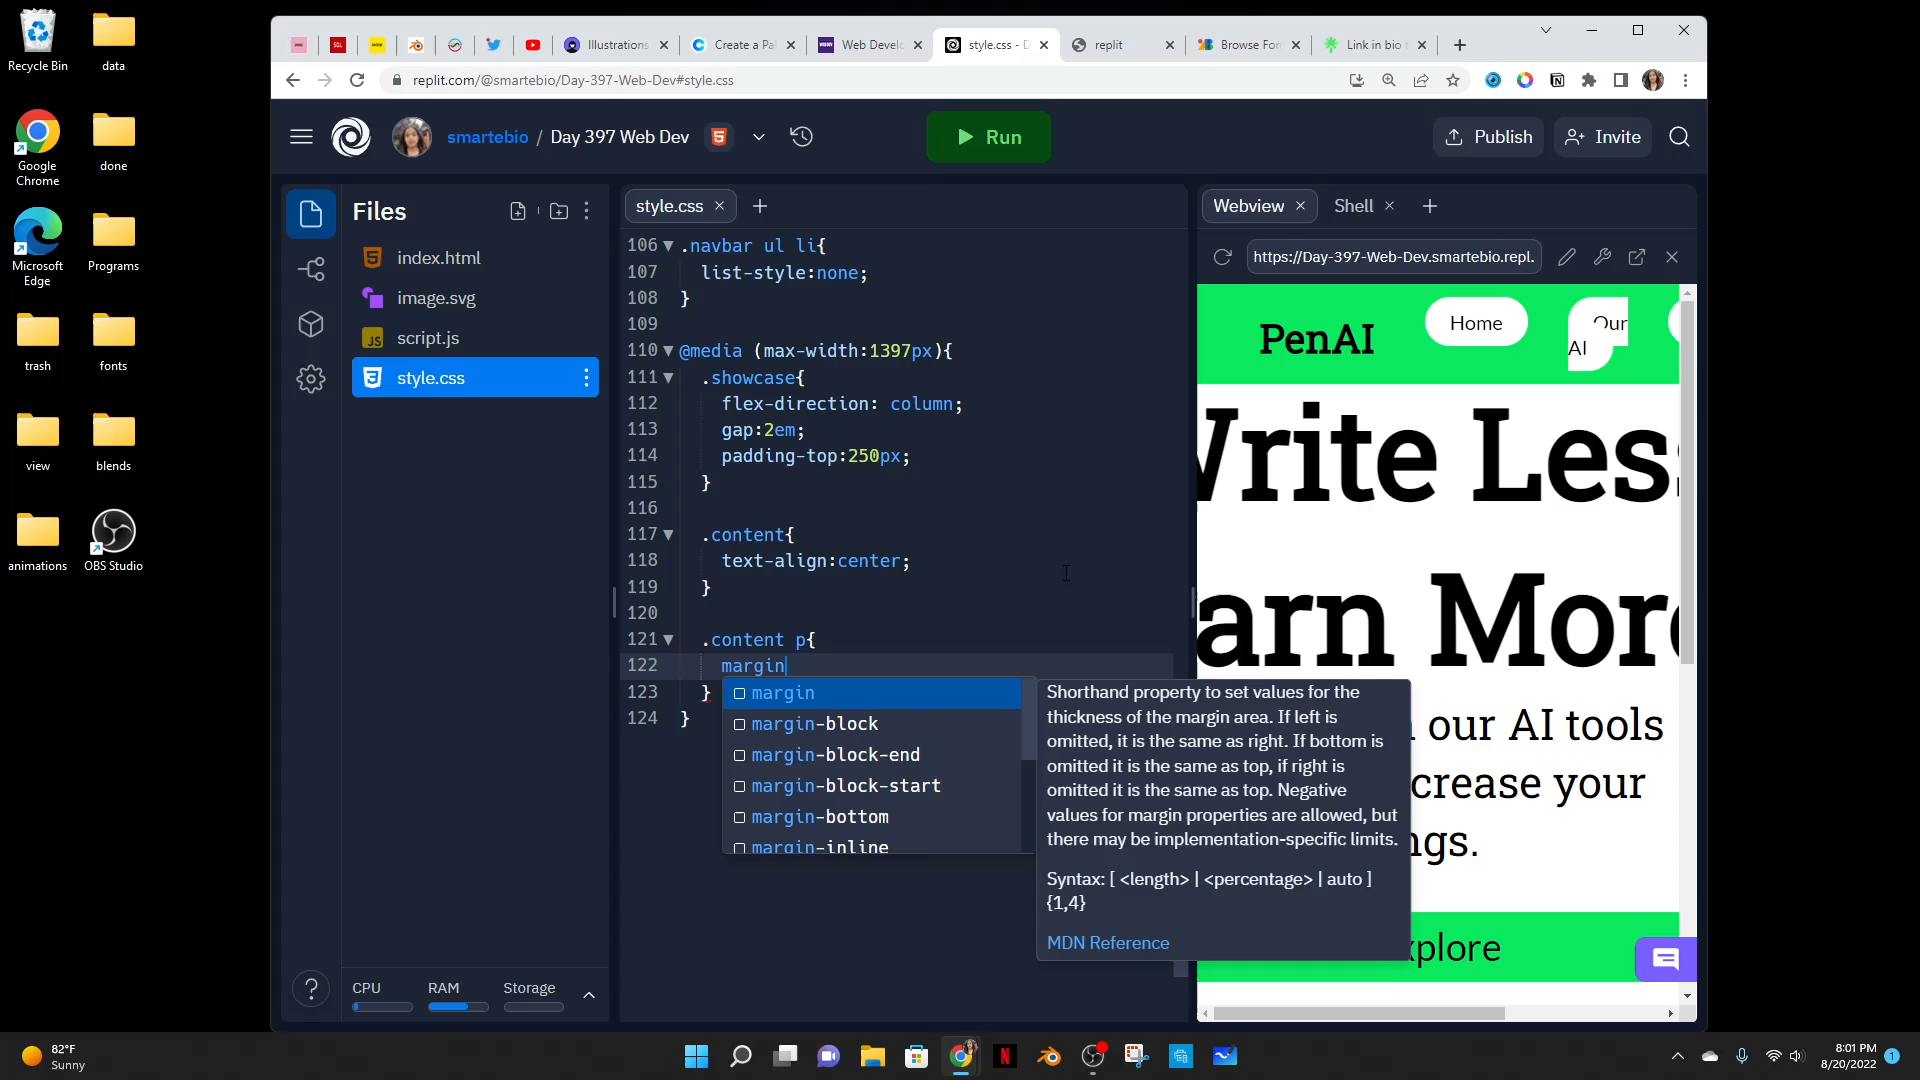 Recycle Bin
data
Google
Chrome
done
Microsoft
Edge
Programs
trash
fonts
view
blends
animations
OBS Studio
SQL
Illustrations
Create a Pa
Web Develo
style.css - D
replit
Browse Fon
Link in bio
replit.com/@smartebio/Day-397-Web-Dev#style.css
smartebio / Day 397 Web Dev
Run
Publish
Invite
Files
index.html
image.svg
JS script.js
style.css
CPU
RAM
Storage
style.css
106 .navbar ul li{
107 list-style:none;
108 }
109
110 @media (max-width:1397px){
111 .showcase{
112 flex-direction: column;
113 gap:2em;
114 padding-top:250px;
115 }
116
117 .content{
118 text-align:center;
119 }
120
121 .content p{
122 margin
123 }
124 }
margin
margin-block
margin-block-end
margin-block-start
margin-bottom
margin-inline
Shorthand property to set values for the
thickness of the margin area. If left is
omitted, it is the same as right. If bottom is
omitted it is the same as top, if right is
omitted it is the same as top. Negative
values for margin properties are allowed, but
there may be implementation-specific limits.
Syntax: [ <length> | <percentage> | auto ]
{1,4}
MDN Reference
Webview
Shell
https://Day-397-Web-Dev.smartebio.repl.
PenAI
Home
Our
AI
Write Les
arn More
our AI tools
crease your
ngs.
xplore
82°F
Sunny
8:01 PM
8/20/2022
1